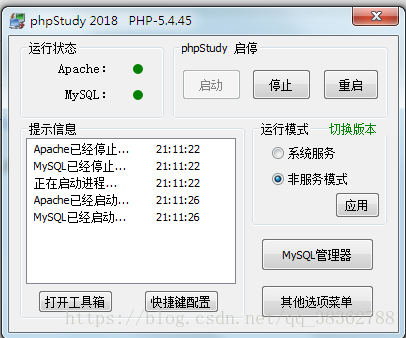 phpStudy 2018 PHP-5.4.45
运行状态
Apache:
MySQL:
phpStudy 启停
启动 停止 重启
提示信息
Apache已经停止... 21:11:22
MySQL已经停止... 21:11:22
正在启动进程... 21:11:22
Apache已经启动... 21:11:26
MySQL已经启动... 21:11:26
打开工具箱 快捷键配置
运行模式 切换版本
系统服务
非服务模式
应用
MySQL管理器
其他选项菜单
https://blog.csdn.net/qq_38362788